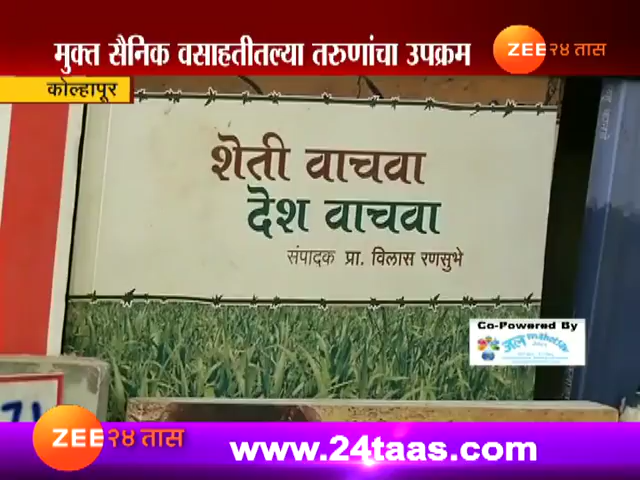 मुक्त सैनिक वसाहतीतल्या तरुणांचा उपक्रम
ZEE २४ तास
कोल्हापूर
शेती वाचवा
देश वाचवा
संपादक प्रा. विलास रणसुभे
Co-Powered By
71
ZEE २४ तास
www.24taas.com